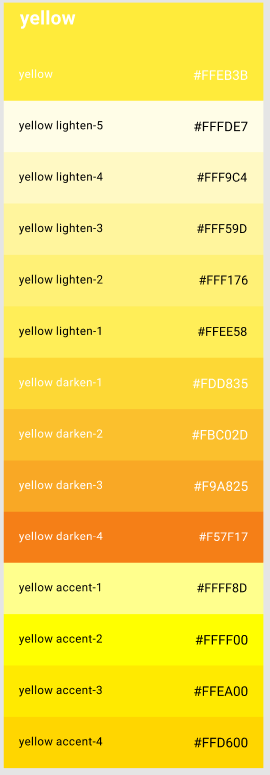 yellow
yellow #FFEB3B
yellow lighten-5 #FFFDE7
yellow lighten-4 #FFF9C4
yellow lighten-3 #FFF59D
yellow lighten-2 #FFF176
yellow lighten-1 #FFEE58
yellow darken-1 #FDD835
yellow darken-2 #FBC02D
yellow darken-3 #F9A825
yellow darken-4 #F57F17
yellow accent-1 #FFFF8D
yellow accent-2 #FFFF00
yellow accent-3 #FFEA00
yellow accent-4 #FFD600